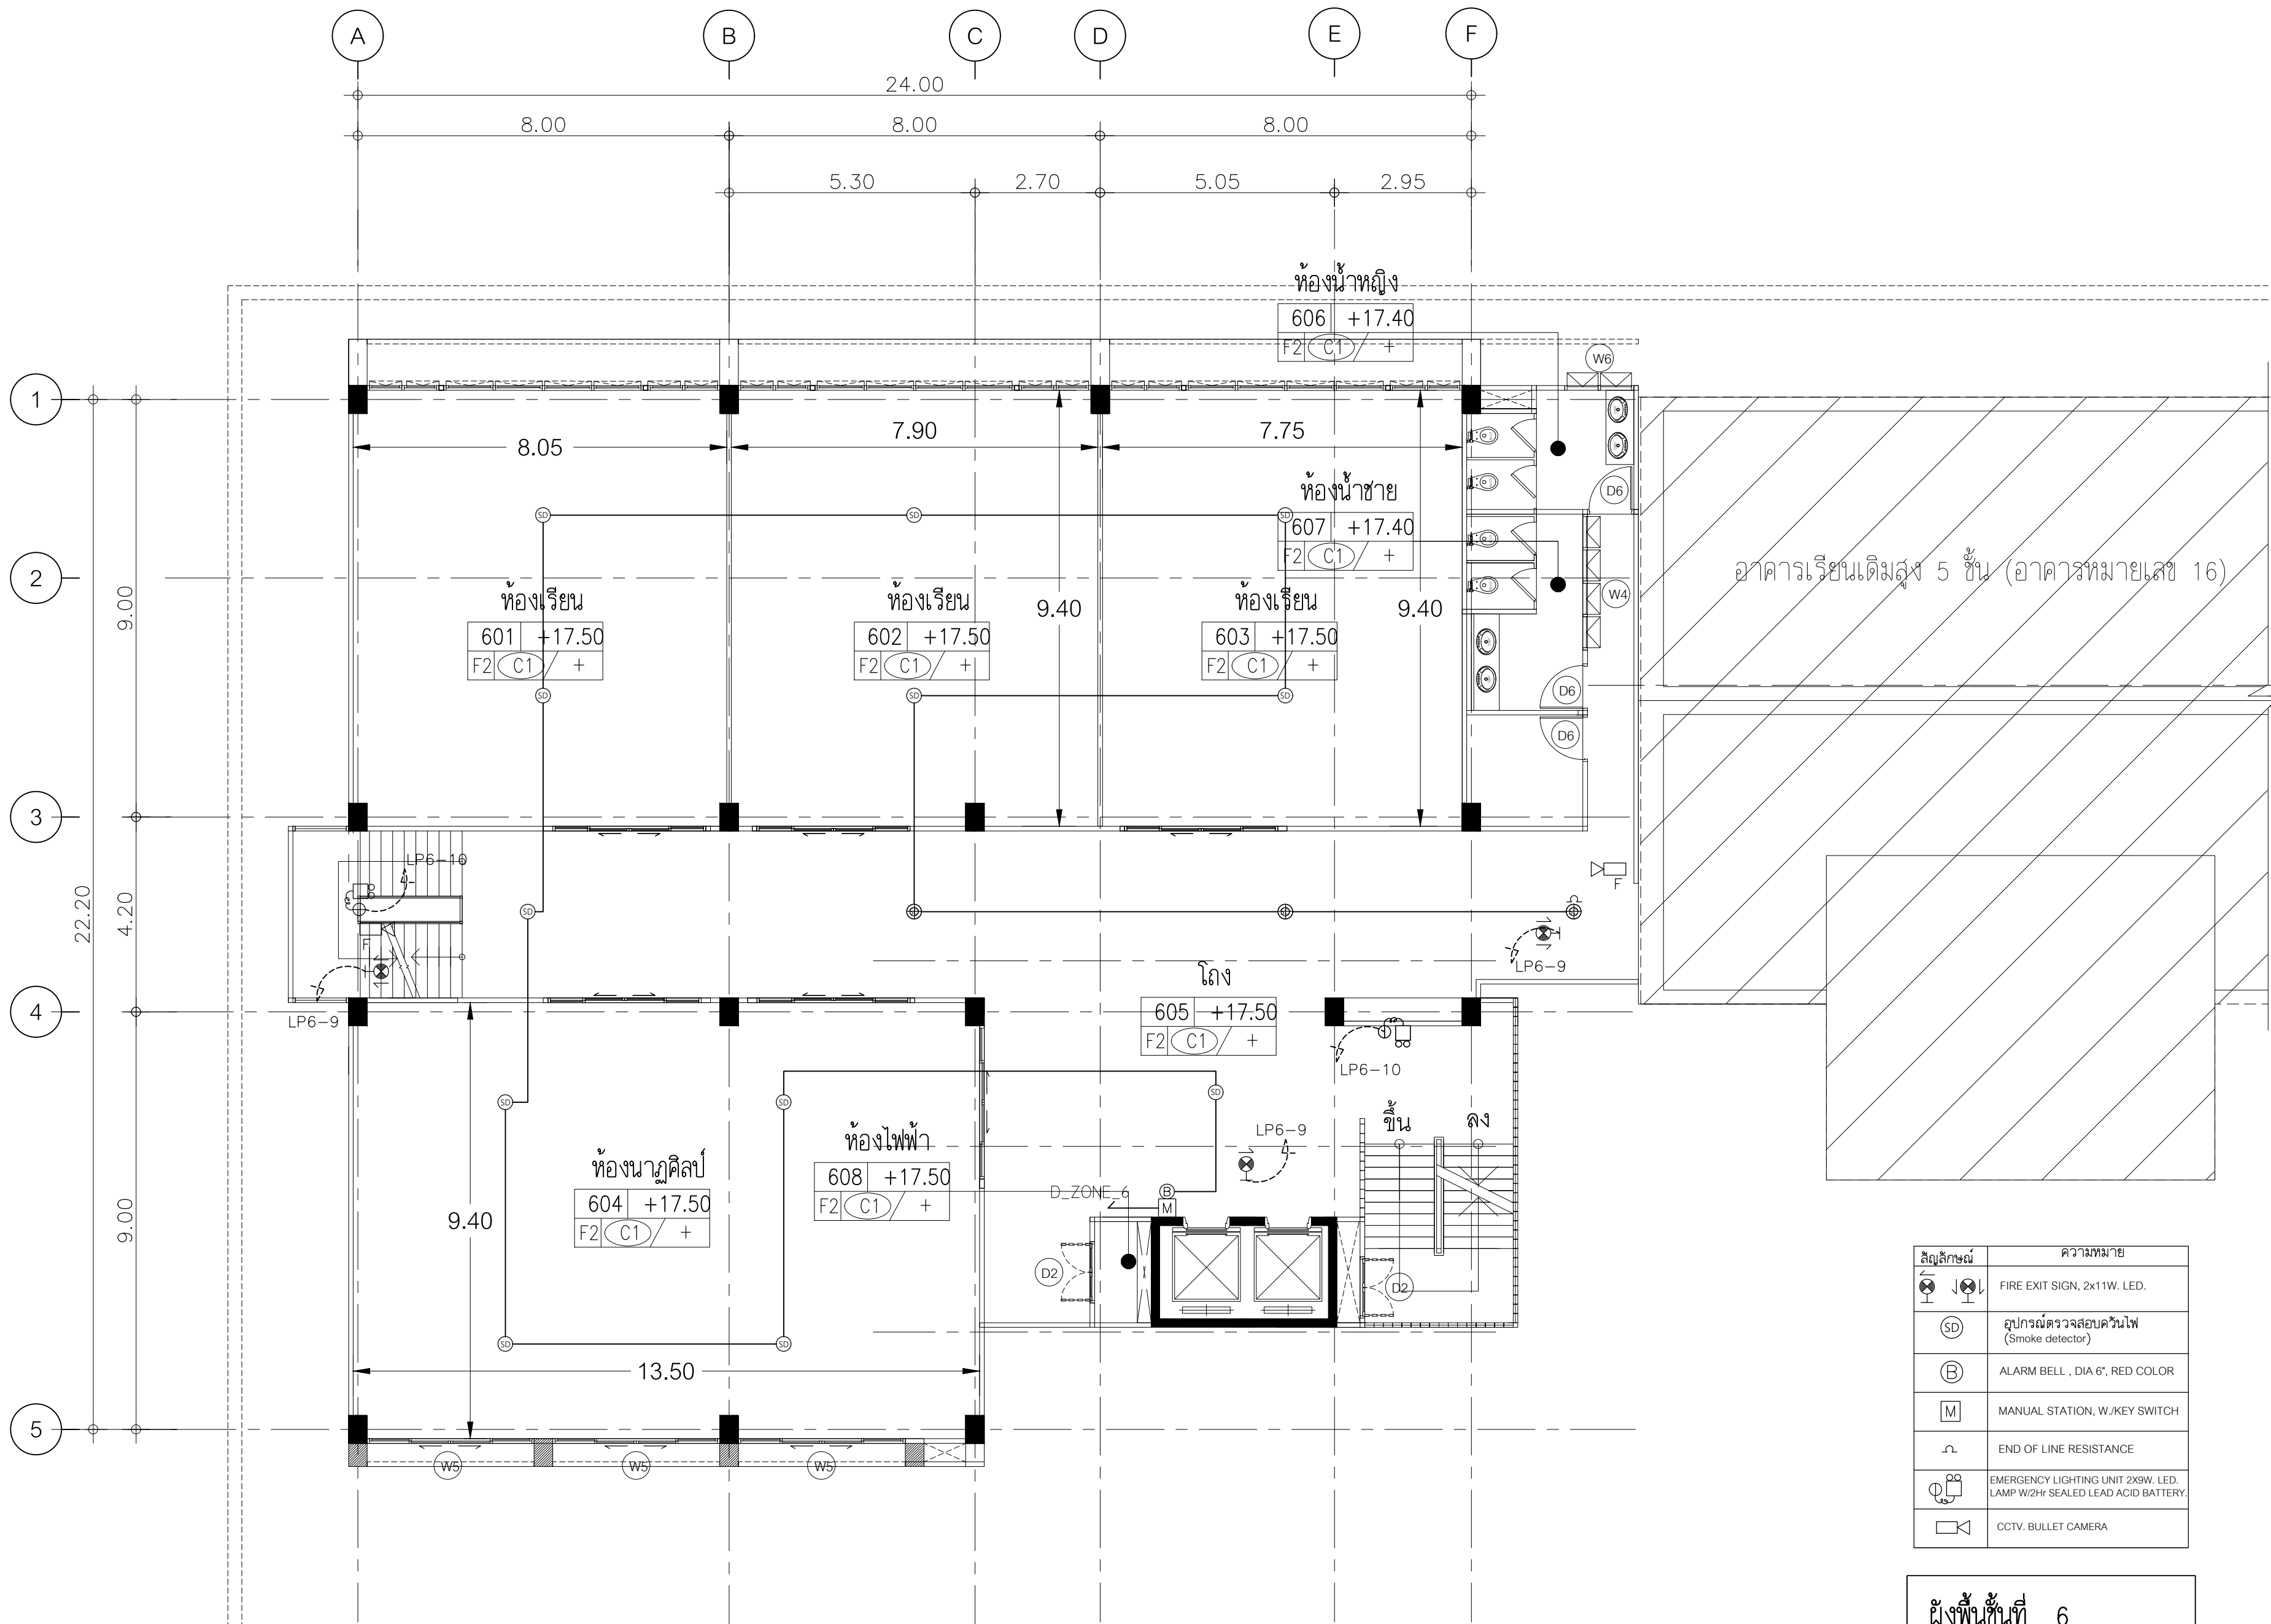 A B C D E F
24.00
8.00 8.00 8.00
5.30 2.70 5.05 2.95
ห้องน้ำหญิง
606 +17.40
F2 C1 +
W6
1
8.05 7.90 7.75
ห้องน้ำชาย
607 +17.40
F2 C1 +
D6
SD SD SD
2
9.00
อาคารเรียนเดิมสูง 5 ชั้น (อาคารหมายเลข 16)
W4
ห้องเรียน
601 +17.50
F2 C1 +
ห้องเรียน
602 +17.50
F2 C1 +
9.40
ห้องเรียน
603 +17.50
F2 C1 +
9.40
SD SD SD
D6
D6
3
LP6-10
F
22.20
4.20
SD
F
LP6-9
LP6-9
โถง
605 +17.50
F2 C1 +
4
LP6-10
SD SD SD
ขึ้น ลง
LP6-9
ห้องไฟฟ้า
608 +17.50
F2 C1 +
ห้องนาฏศิลป์
604 +17.50
F2 C1 +
D_ZONE_6
B
M
9.00
9.40
D2
D2
SD SD
13.50
5
W5 W5 W5
สัญลักษณ์ ความหมาย
FIRE EXIT SIGN, 2x11W. LED.
SD อุปกรณ์ตรวจสอบควันไฟ
(Smoke detector)
B ALARM BELL , DIA 6", RED COLOR
M MANUAL STATION, W./KEY SWITCH
END OF LINE RESISTANCE
EMERGENCY LIGHTING UNIT 2X9W. LED.
LAMP W/2Hr SEALED LEAD ACID BATTERY.
CCTV. BULLET CAMERA
ผังพื้นชั้นที่ 6